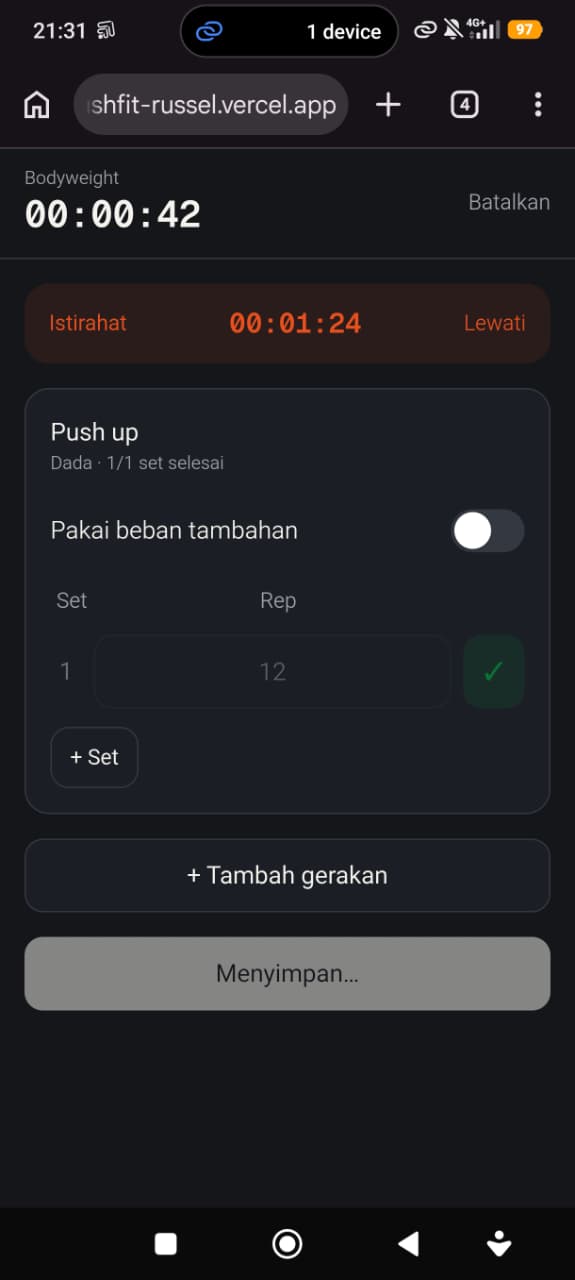 21:31
1 device
4G+
97
shfit-russel.vercel.app
4
Bodyweight
00:00:42
Batalkan
Istirahat 00:01:24 Lewati
Push up
Dada · 1/1 set selesai
Pakai beban tambahan
Set Rep
1 12 ✓
+ Set
+ Tambah gerakan
Menyimpan...